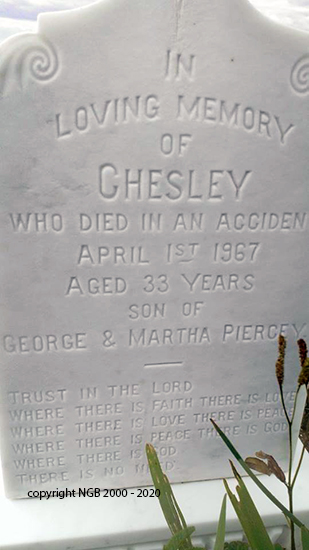 IN
LOVING MEMORY
OF
CHESLEY
WHO DIED IN AN ACCIDEN
APRIL 1ST 1967
AGED 33 YEARS
SON OF
GEORGE & MARTHA PIERCEY
TRUST IN THE LORD
WHERE THERE IS FAITH THERE IS LOVE
WHERE THERE IS LOVE THERE IS PEAC
WHERE THERE IS PEACE THERE IS GOD
WHERE THERE IS GOD
THERE IS NO
copyright NGB 2000 - 2020